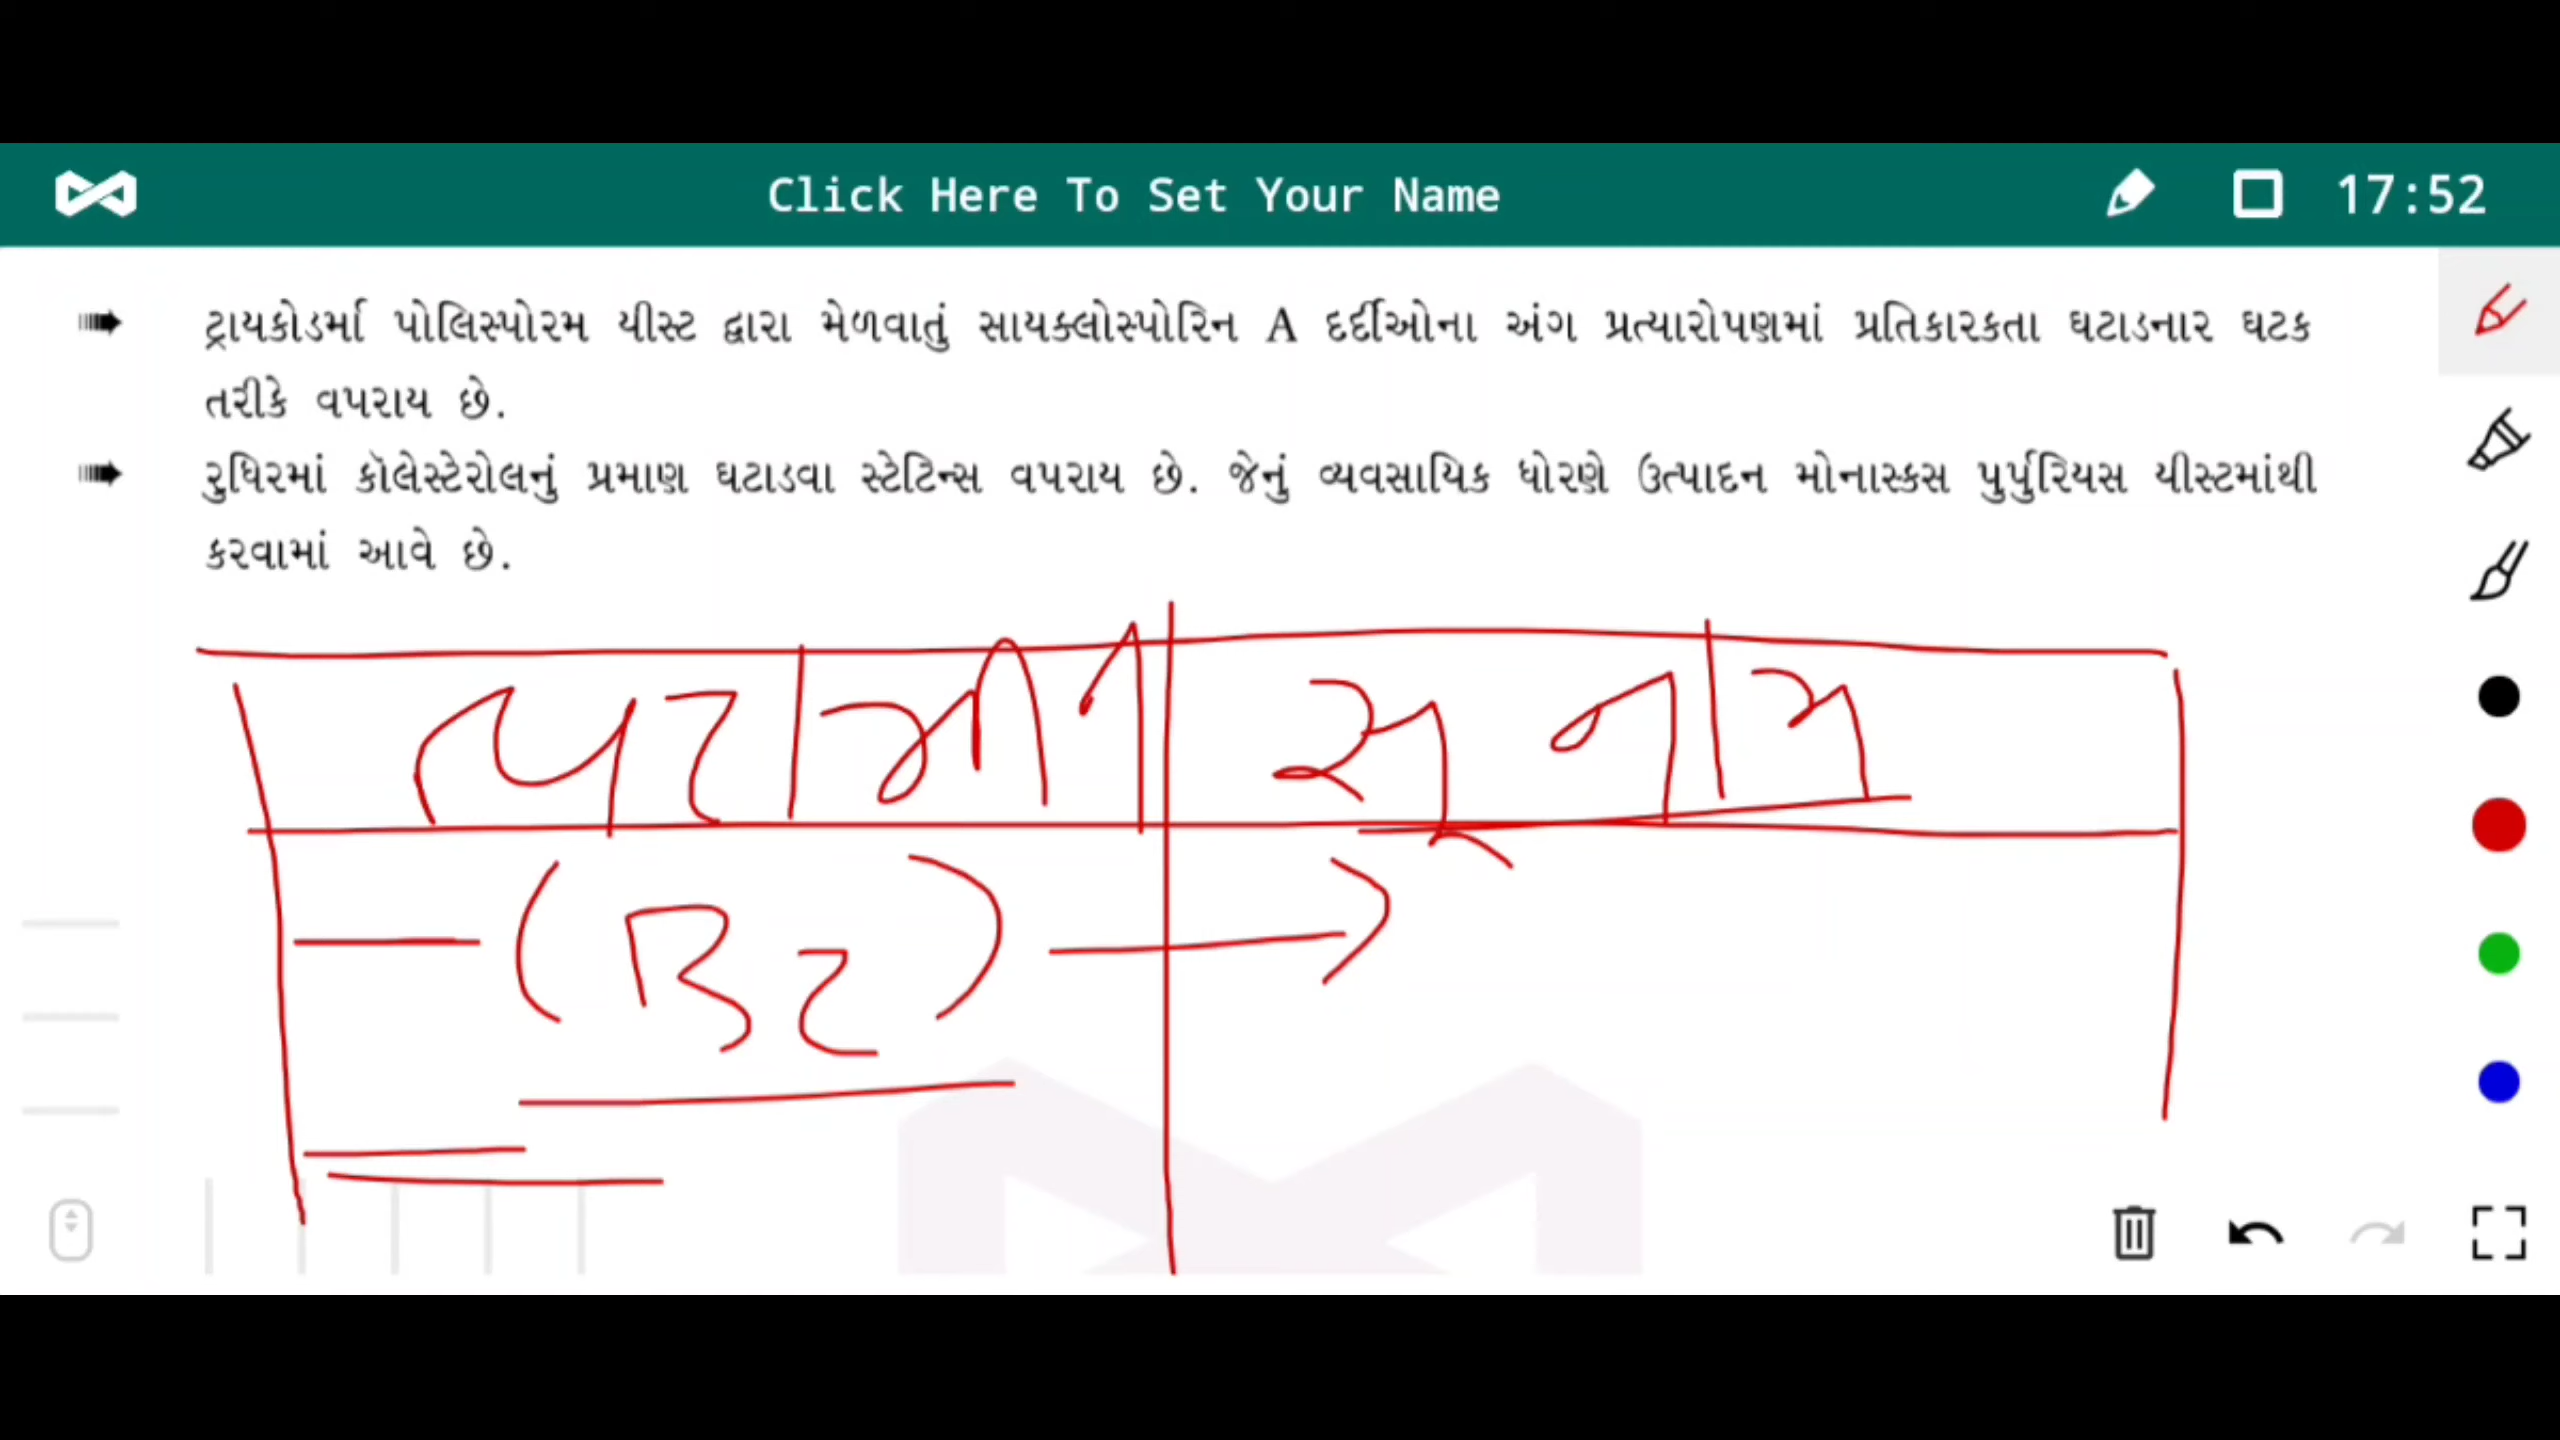 Click Here To Set Your Name 17:52
ટ્રાયકોડર્મા પોલિસ્પોરમ યીસ્ટ દ્વારા મેળવાતું સાયક્લોસ્પોરિન A દર્દીઓના અંગ પ્રત્યારોપણમાં પ્રતિકારકતા ઘટાડનાર ઘટક
તરીકે વપરાય છે.
રુધિરમાં કૉલેસ્ટેરોલનું પ્રમાણ ઘટાડવા સ્ટેટિન્સ વપરાય છે. જેનું વ્યવસાયિક ધોરણે ઉત્પાદન મોનાસ્કસ પુર્પુરિયસ યીસ્ટમાંથી
કરવામાં આવે છે.
(B2)